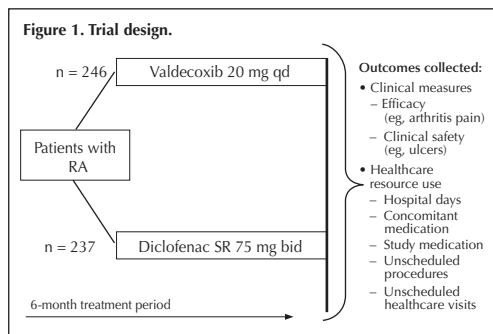 Figure 1. Trial design.
n = 246
Valdecoxib 20 mg qd
Patients with
RA
n = 237
Diclofenac SR 75 mg bid
6-month treatment period
Outcomes collected:
• Clinical measures
– Efficacy
(eg, arthritis pain)
– Clinical safety
(eg, ulcers)
• Healthcare
resource use
– Hospital days
– Concomitant
medication
– Study medication
– Unscheduled
procedures
– Unscheduled
healthcare visits